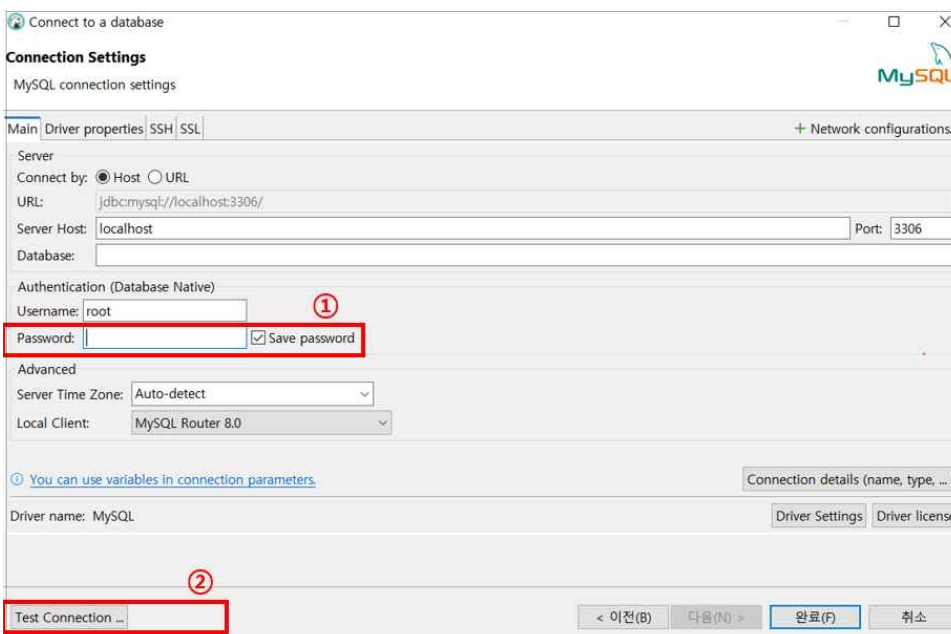 Connect to a database
Connection Settings
MySQL connection settings
MySQL
Main Driver properties SSH SSL
+ Network configurations.
Server
Connect by: Host URL
URL: jdbc:mysql://localhost:3306/
Server Host: localhost Port: 3306
Database:
Authentication (Database Native)
Username: root
①
Password: Save password
Advanced
Server Time Zone: Auto-detect
Local Client: MySQL Router 8.0
You can use variables in connection parameters.
Connection details (name, type, ...
Driver name: MySQL
Driver Settings Driver license
②
Test Connection ... < 이전(B) 다음(N) > 완료(F) 취소